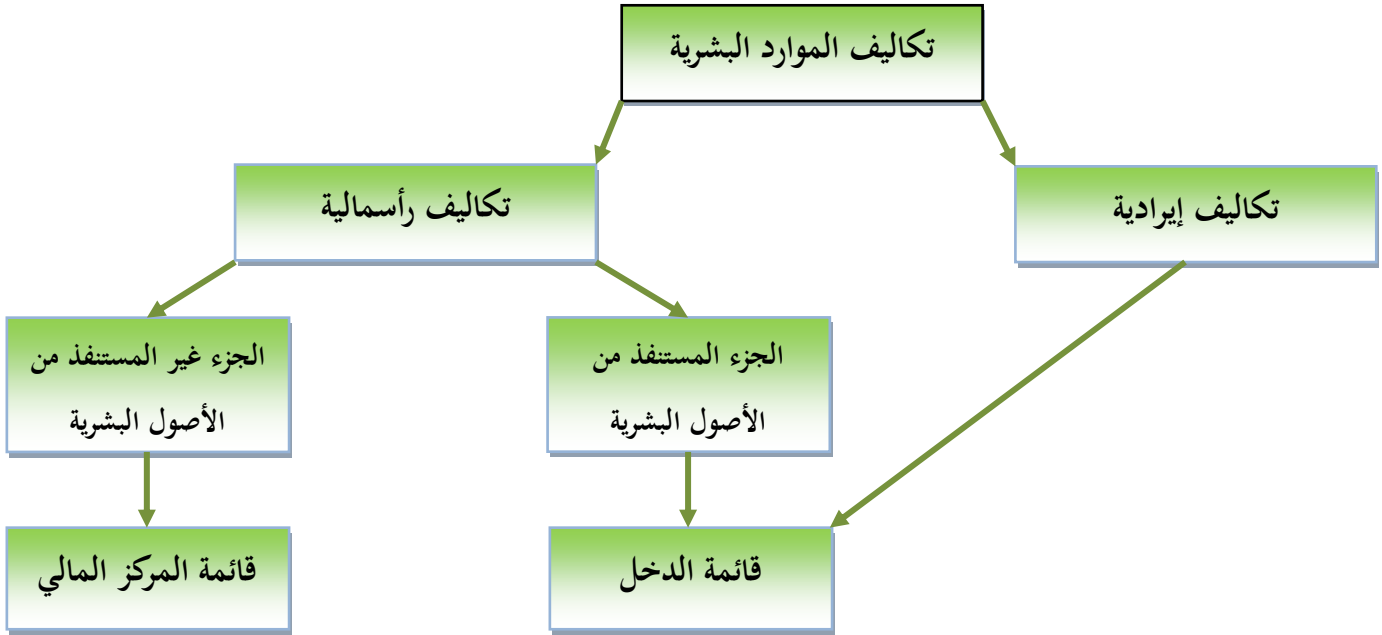 تكاليف الموارد البشرية
تكاليف إيرادية
تكاليف رأسمالية
الجزء المستنفذ من
الأصول البشرية
الجزء غير المستنفذ من
الأصول البشرية
قائمة الدخل
قائمة المركز المالي